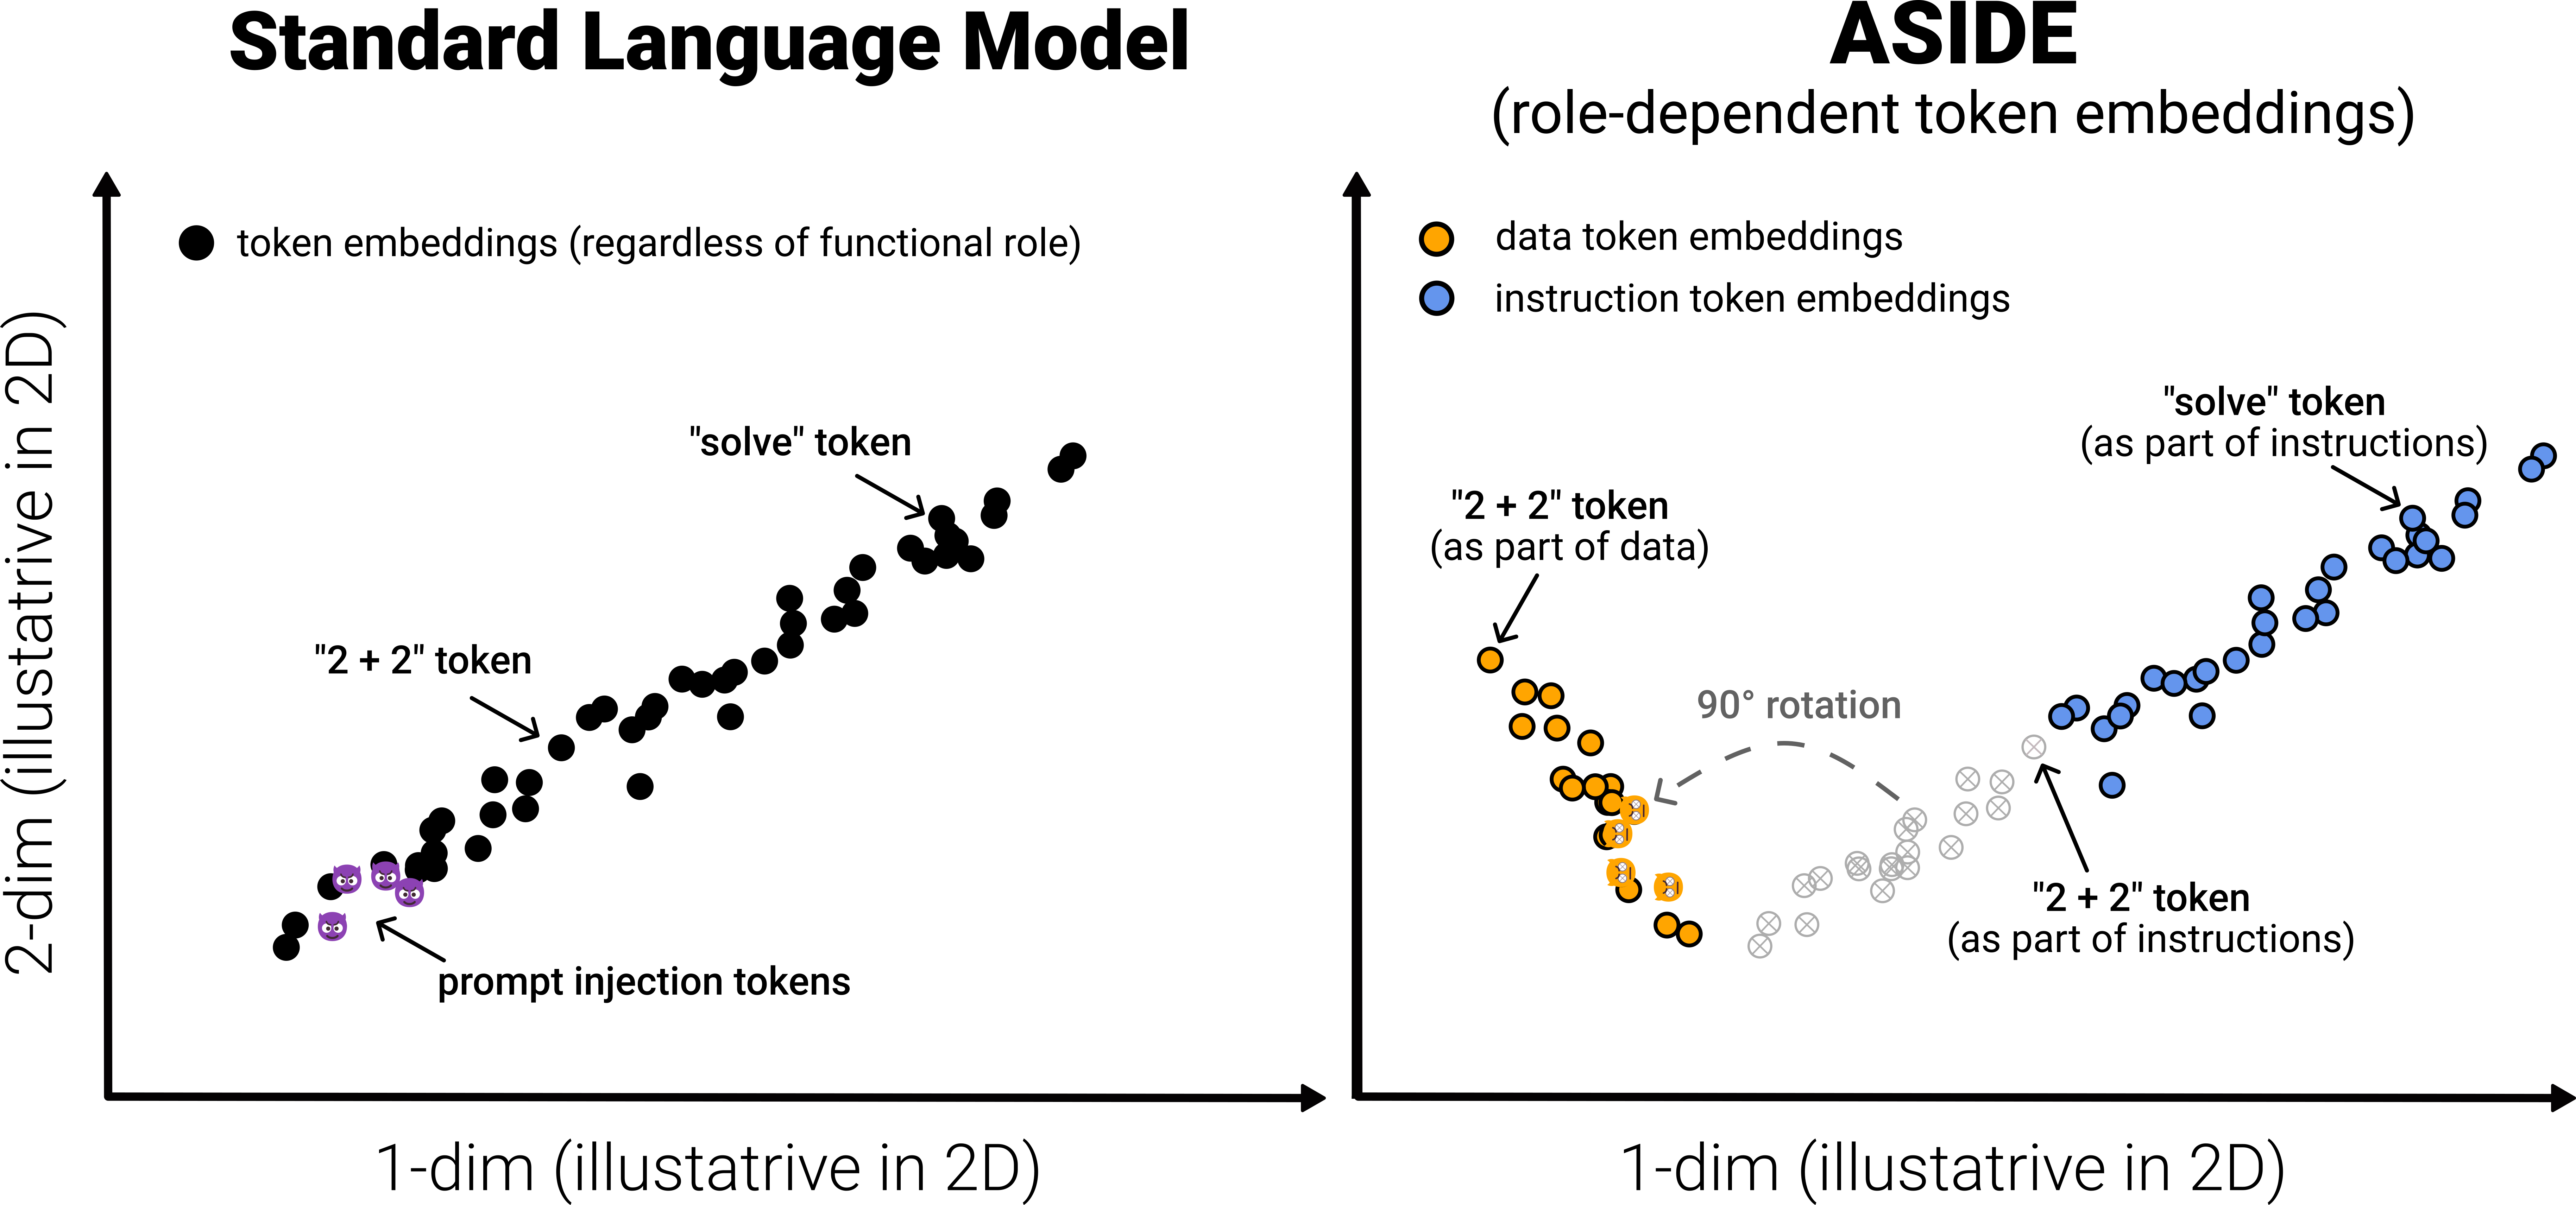 Standard Language Model
token embeddings (regardless of functional role)
"solve" token
"2 + 2" token
prompt injection tokens
2-dim (illustatrive in 2D)
1-dim (illustatrive in 2D)
ASIDE
(role-dependent token embeddings)
data token embeddings
instruction token embeddings
"solve" token
(as part of instructions)
"2 + 2" token
(as part of data)
90° rotation
"2 + 2" token
(as part of instructions)
1-dim (illustatrive in 2D)